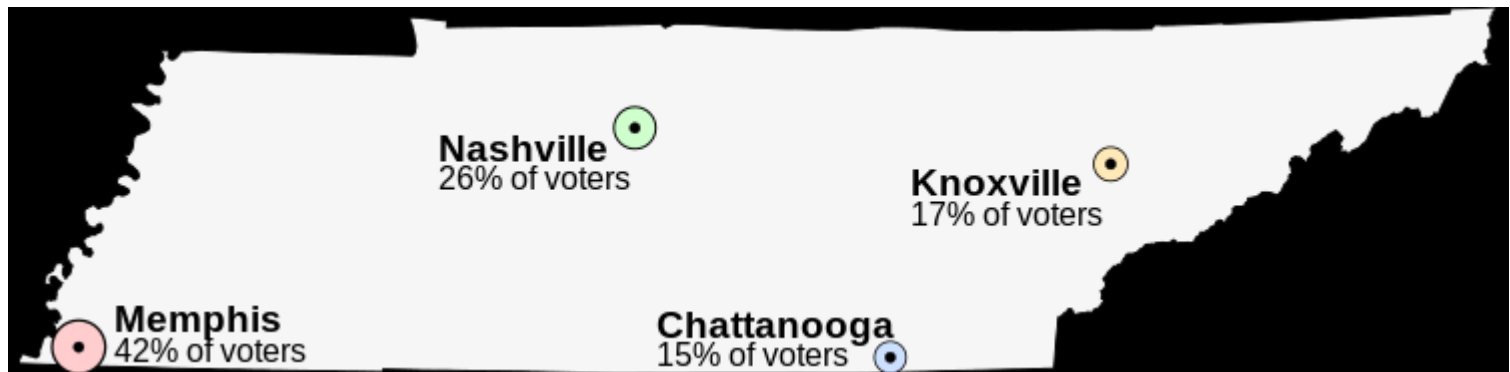 Nashville
26% of voters
Knoxville
17% of voters
Memphis
42% of voters
Chattanooga
15% of voters